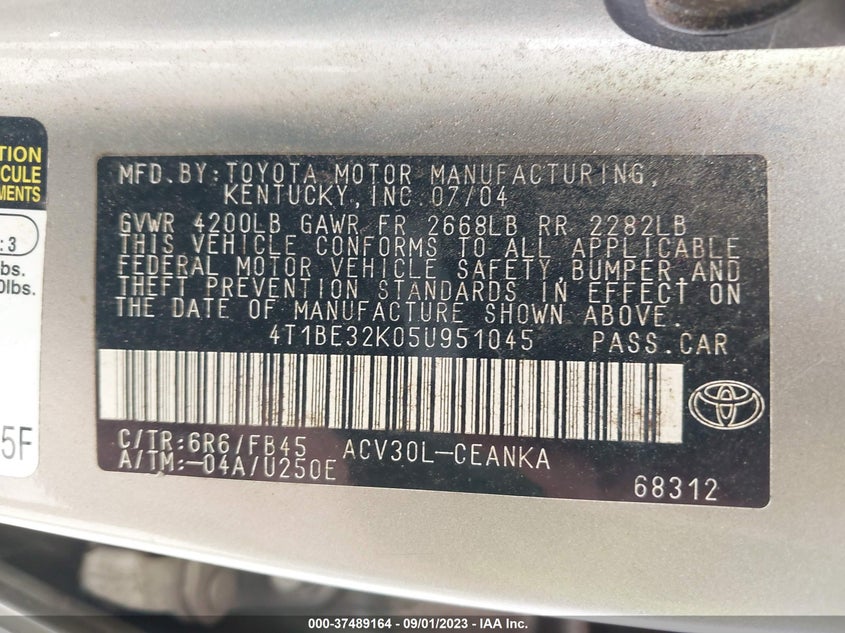 TION
ICULE
MENTS
: 3
bs.
0lbs.
5F
MFD.BY:TOYOTA MOTOR MANUFACTURING,
KENTUCKY,INC 07/04
GVWR 4200LB GAWR FR 2668LB RR 2282LB
THIS VEHICLE CONFORMS TO ALL APPLICABLE
FEDERAL MOTOR VEHICLE SAFETY,BUMPER,AND
THEFT PREVENTION STANDARDS IN EFFECT ON
THE DATE OF MANUFACTURE SHOWN ABOVE.
4T1BE32K05U951045 PASS.CAR
C/TR:6R6/FB45 ACV30L-CEANKA
A/TM:-04A/U250E
68312
000-37489164 - 09/01/2023 - IAA Inc.